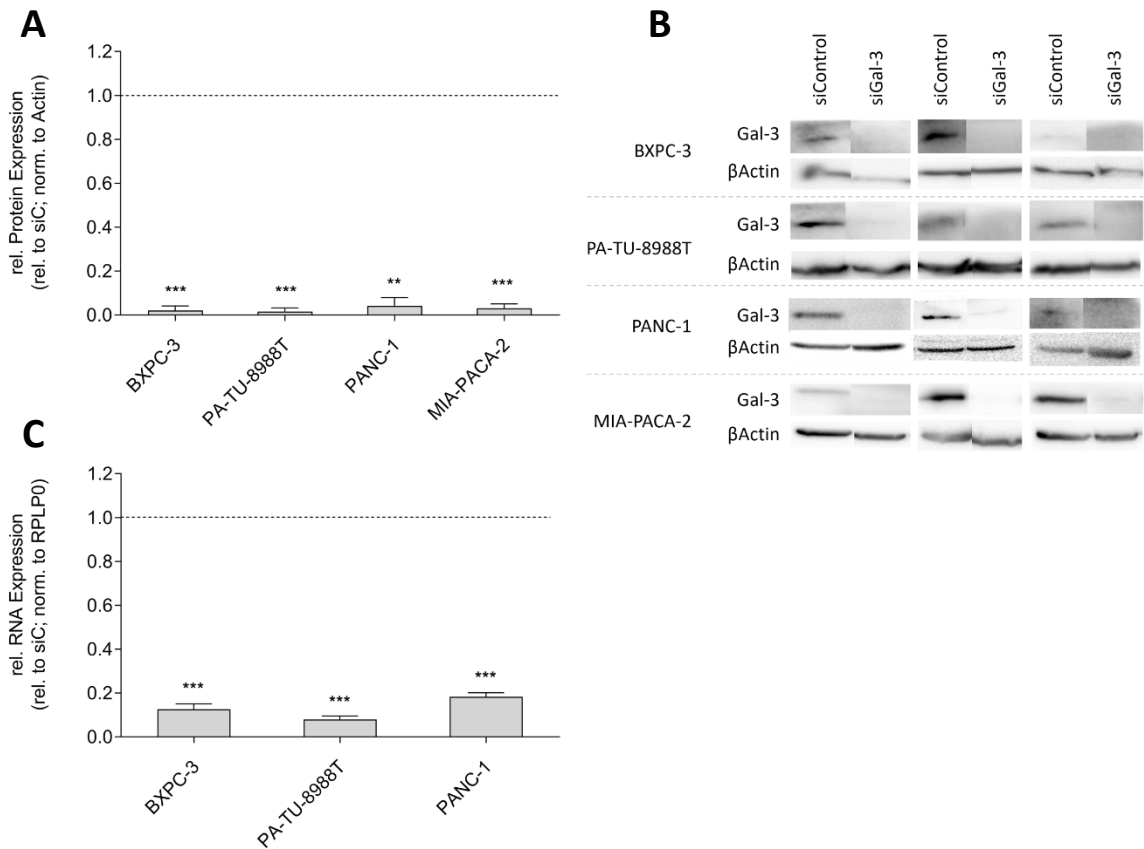 A
rel. Protein Expression
(rel. to siC; norm. to Actin)
1.2
1.0
0.8
0.6
0.4
0.2
0.0
***
***
**
***
BXPC-3
PA-TU-8988T
PANC-1
MIA-PACA-2
B
siControl
siGal-3
siControl
siGal-3
siControl
siGal-3
BXPC-3
Gal-3
βActin
PA-TU-8988T
Gal-3
βActin
PANC-1
Gal-3
βActin
MIA-PACA-2
Gal-3
βActin
C
rel. RNA Expression
(rel. to siC; norm. to RPLP0)
1.2
1.0
0.8
0.6
0.4
0.2
0.0
***
***
***
BXPC-3
PA-TU-8988T
PANC-1